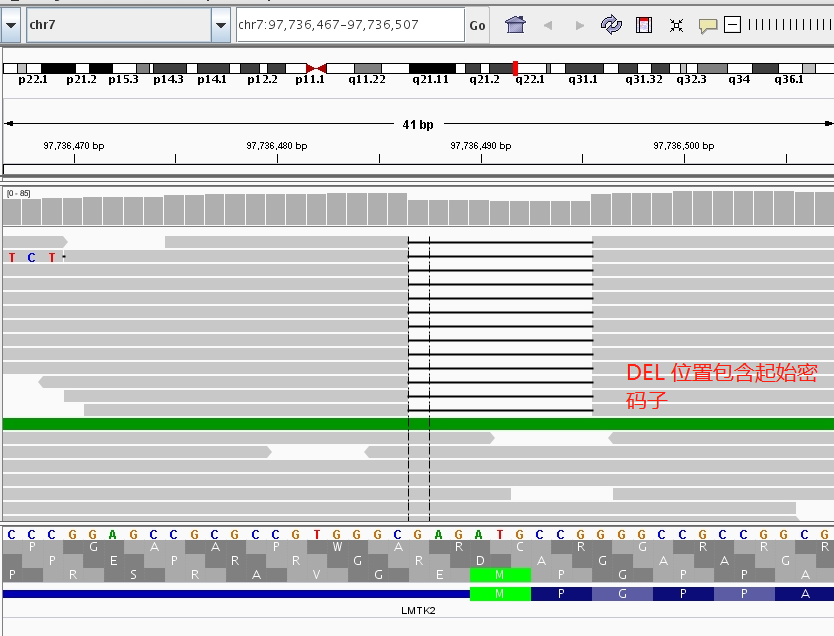 chr7
chr7:97,736,467-97,736,507
Go
p22.1 p21.2 p15.3 p14.3 p14.1 p12.2 p11.1 q11.22 q21.11 q21.2 q22.1 q31.1 q31.32 q32.3 q34 q36.1
41 bp
97,736,470 bp 97,736,480 bp 97,736,490 bp 97,736,500 bp
[0 - 85]
T C T
DEL 位置包含起始密
码子
C C C G G A G C C G C G C C G T G G G C G A G A T G C C G G G G C C G C C G G C G
P G A A P W A R C R G R R R
P E P R R G R D A G A A G
P R S R A V G E M P G P P A
M P G P P A
LMTK2